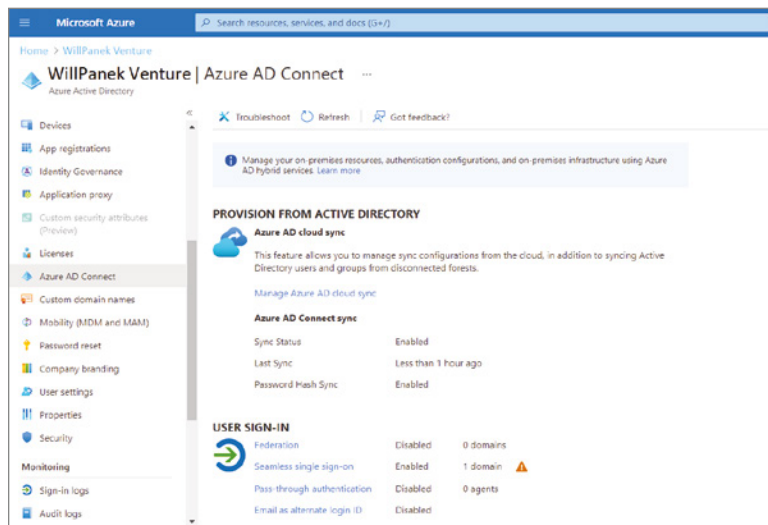 Microsoft Azure
Search resources, services, and docs (G+/)
Home > WillPanek Venture
WillPanek Venture | Azure AD Connect ...
Azure Active Directory
«
Troubleshoot Refresh Got feedback?
Devices
App registrations
Identity Governance
Application proxy
Custom security attributes
(Preview)
Licenses
Azure AD Connect
Custom domain names
Mobility (MDM and MAM)
Password reset
Company branding
User settings
Properties
Security
Monitoring
Sign-in logs
Audit logs
Manage your on-premises resources, authentication configurations, and on-premises infrastructure using Azure
AD hybrid services. Learn more
PROVISION FROM ACTIVE DIRECTORY
Azure AD cloud sync
This feature allows you to manage sync configurations from the cloud, in addition to syncing Active
Directory users and groups from disconnected forests.
Manage Azure AD cloud sync
Azure AD Connect sync
Sync Status Enabled
Last Sync Less than 1 hour ago
Password Hash Sync Enabled
USER SIGN-IN
Federation Disabled 0 domains
Seamless single sign-on Enabled 1 domain
Pass-through authentication Disabled 0 agents
Email as alternate login ID Disabled